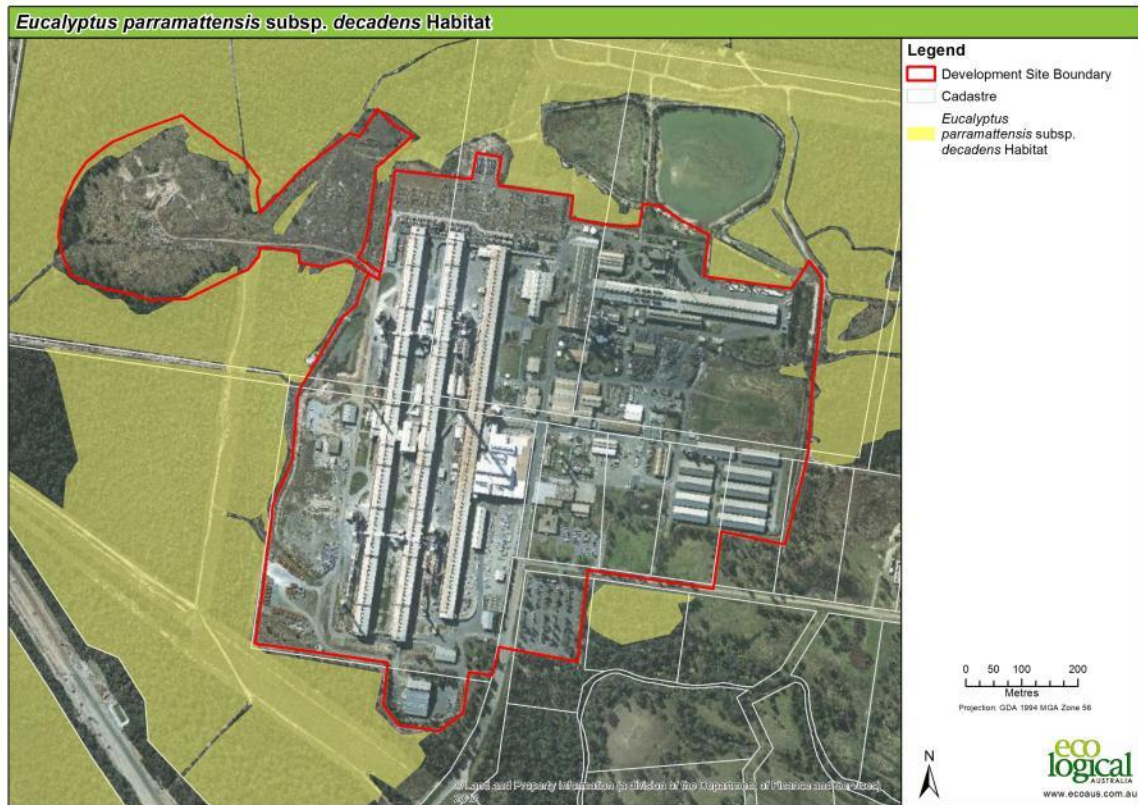 Eucalyptus parramattensis subsp. decadens Habitat
Legend
Development Site Boundary
Cadastre
Eucalyptus
parramattensis subsp.
decadens Habitat
0 50 100 200
Metres
Projection: GDA 1994 MGA Zone 56
N
eco
logical
AUSTRALIA
www.ecoaus.com.au
© Land and Property Information (a division of the Department of Finance and Services)